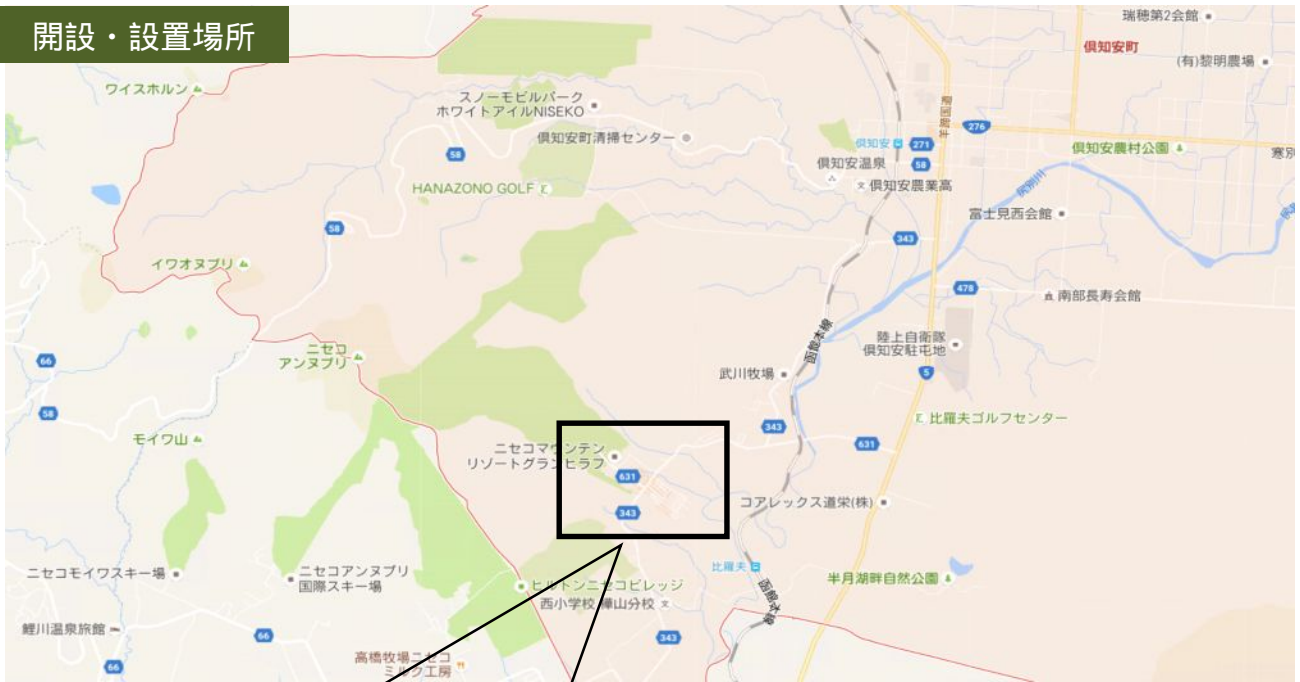 開設・設置場所
瑞穂第2会館
倶知安町
(有)黎明農場
ワイスホルン
スノーモビルパーク
ホワイトアイルNISEKO
倶知安町清掃センター
58
HANAZONO GOLF
羊蹄国道
276
倶知安
271
58
倶知安温泉
倶知安農業高
倶知安農村公園
寒別
尻別川
富士見西会館
58
343
イワオヌプリ
478
南部長寿会館
函館本線
陸上自衛隊
倶知安駐屯地
ニセコ
アンヌプリ
66
武川牧場
5
58
比羅夫ゴルフセンター
モイワ山
343
631
ニセコマウンテン
リゾートグランヒラフ
631
343
コアレックス道栄(株)
ニセコモイワスキー場
ニセコアンヌプリ
国際スキー場
ヒルトンニセコビレッジ
西小学校 樺山分校
比羅夫
函館本線
半月湖畔自然公園
鯉川温泉旅館
66
343
高橋牧場ニセコ
ミルク工房
66